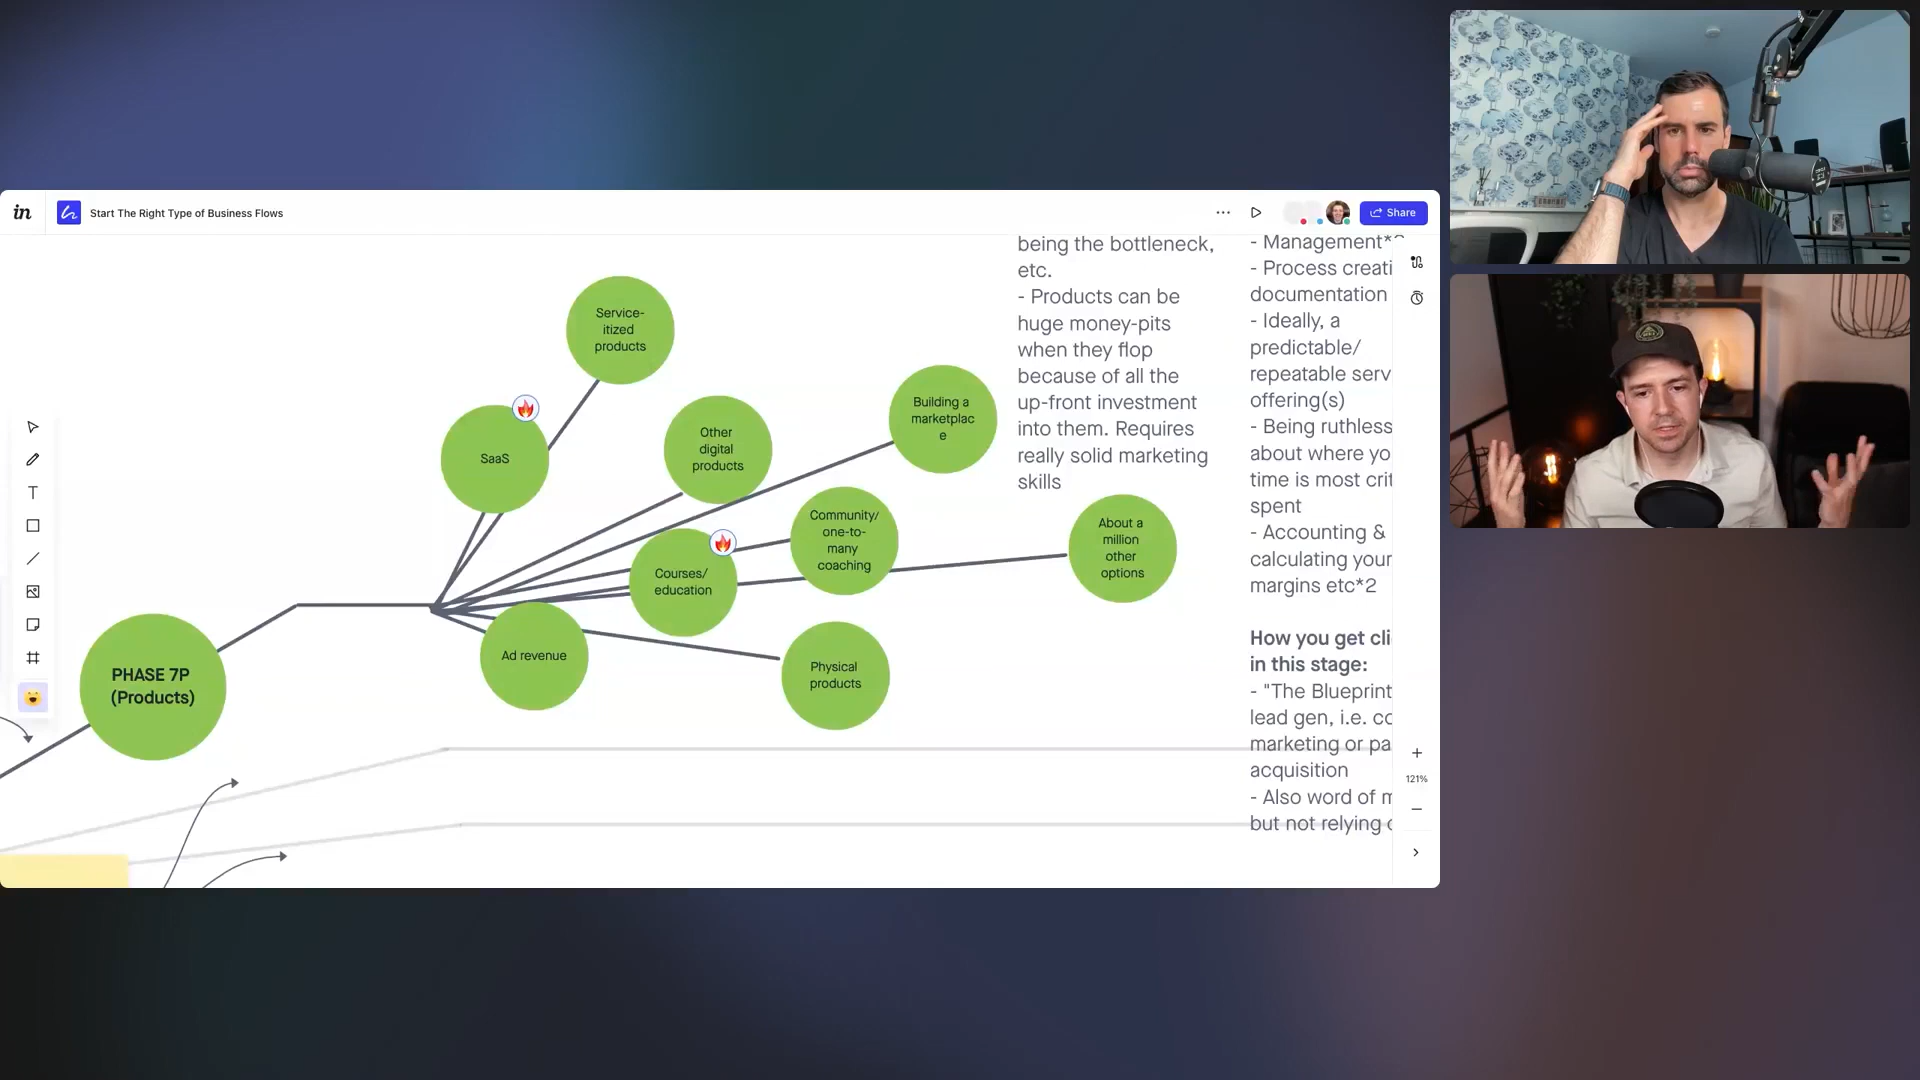 in
Start The Right Type of Business Flows
Share
being the bottleneck,
etc.
- Products can be
huge money-pits
when they flop
because of all the
up-front investment
into them. Requires
really solid marketing
skills
- Management*2
- Process creati
documentation
- Ideally, a
predictable/
repeatable serv
offering(s)
- Being ruthless
about where yo
time is most crit
spent
- Accounting &
calculating your
margins etc*2
How you get cli
in this stage:
- "The Blueprint
lead gen, i.e. co
marketing or pa
acquisition
- Also word of m
but not relying o
Service-
itized
products
SaaS
Other
digital
products
Building a
marketplac
e
Community/
one-to-
many
coaching
About a
million
other
options
Courses/
education
Ad revenue
Physical
products
PHASE 7P
(Products)
T
121%